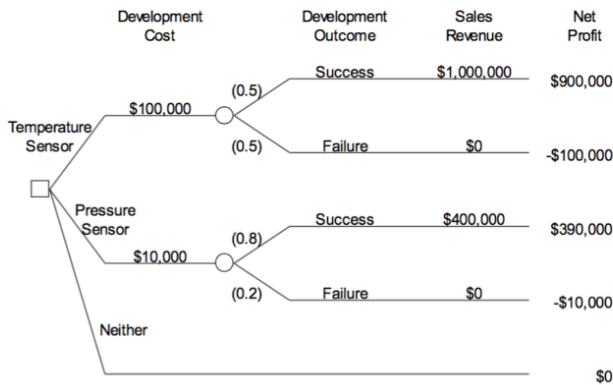 Development Cost
Development Outcome
Sales Revenue
Net Profit
Success
$1,000,000
$900,000
(0.5)
$100,000
Temperature Sensor
(0.5)
Failure
$0
-$100,000
Pressure Sensor
Success
$400,000
$390,000
(0.8)
$10,000
(0.2)
Failure
$0
-$10,000
Neither
$0